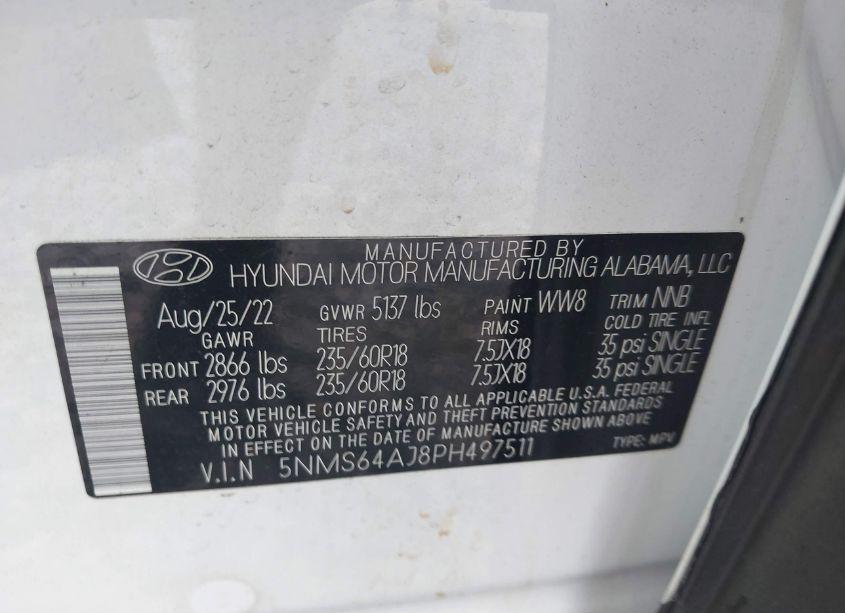 MANUFACTURED BY
HYUNDAI MOTOR MANUFACTURING ALABAMA, LLC
Aug/25/22 GVWR 5137 lbs PAINT WW8 TRIM NNB
GAWR TIRES RIMS COLD TIRE INFL
FRONT 2866 lbs 235/60R18 7.5JX18 35 psi SINGLE
REAR 2976 lbs 235/60R18 7.5JX18 35 psi SINGLE
THIS VEHICLE CONFORMS TO ALL APPLICABLE U.S.A. FEDERAL
MOTOR VEHICLE SAFETY AND THEFT PREVENTION STANDARDS
IN EFFECT ON THE DATE OF MANUFACTURE SHOWN ABOVE
V.I.N 5NMS64AJ8PH497511 TYPE: MPV